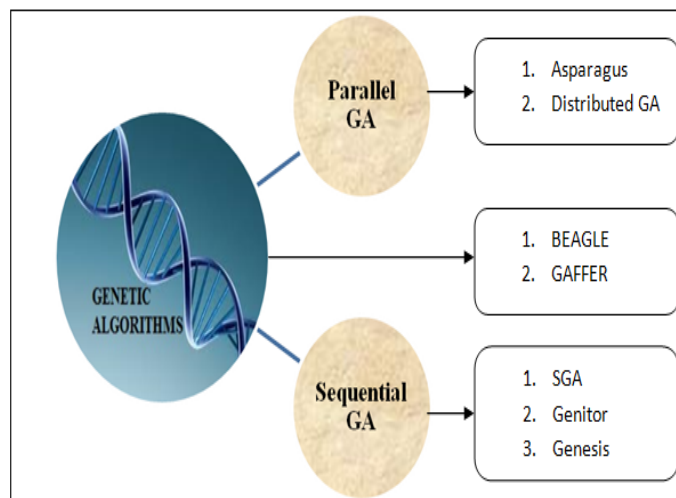 Parallel
GA
1. Asparagus
2. Distributed GA
GENETIC
ALGORITHMS
1. BEAGLE
2. GAFFER
Sequential
GA
1. SGA
2. Genitor
3. Genesis